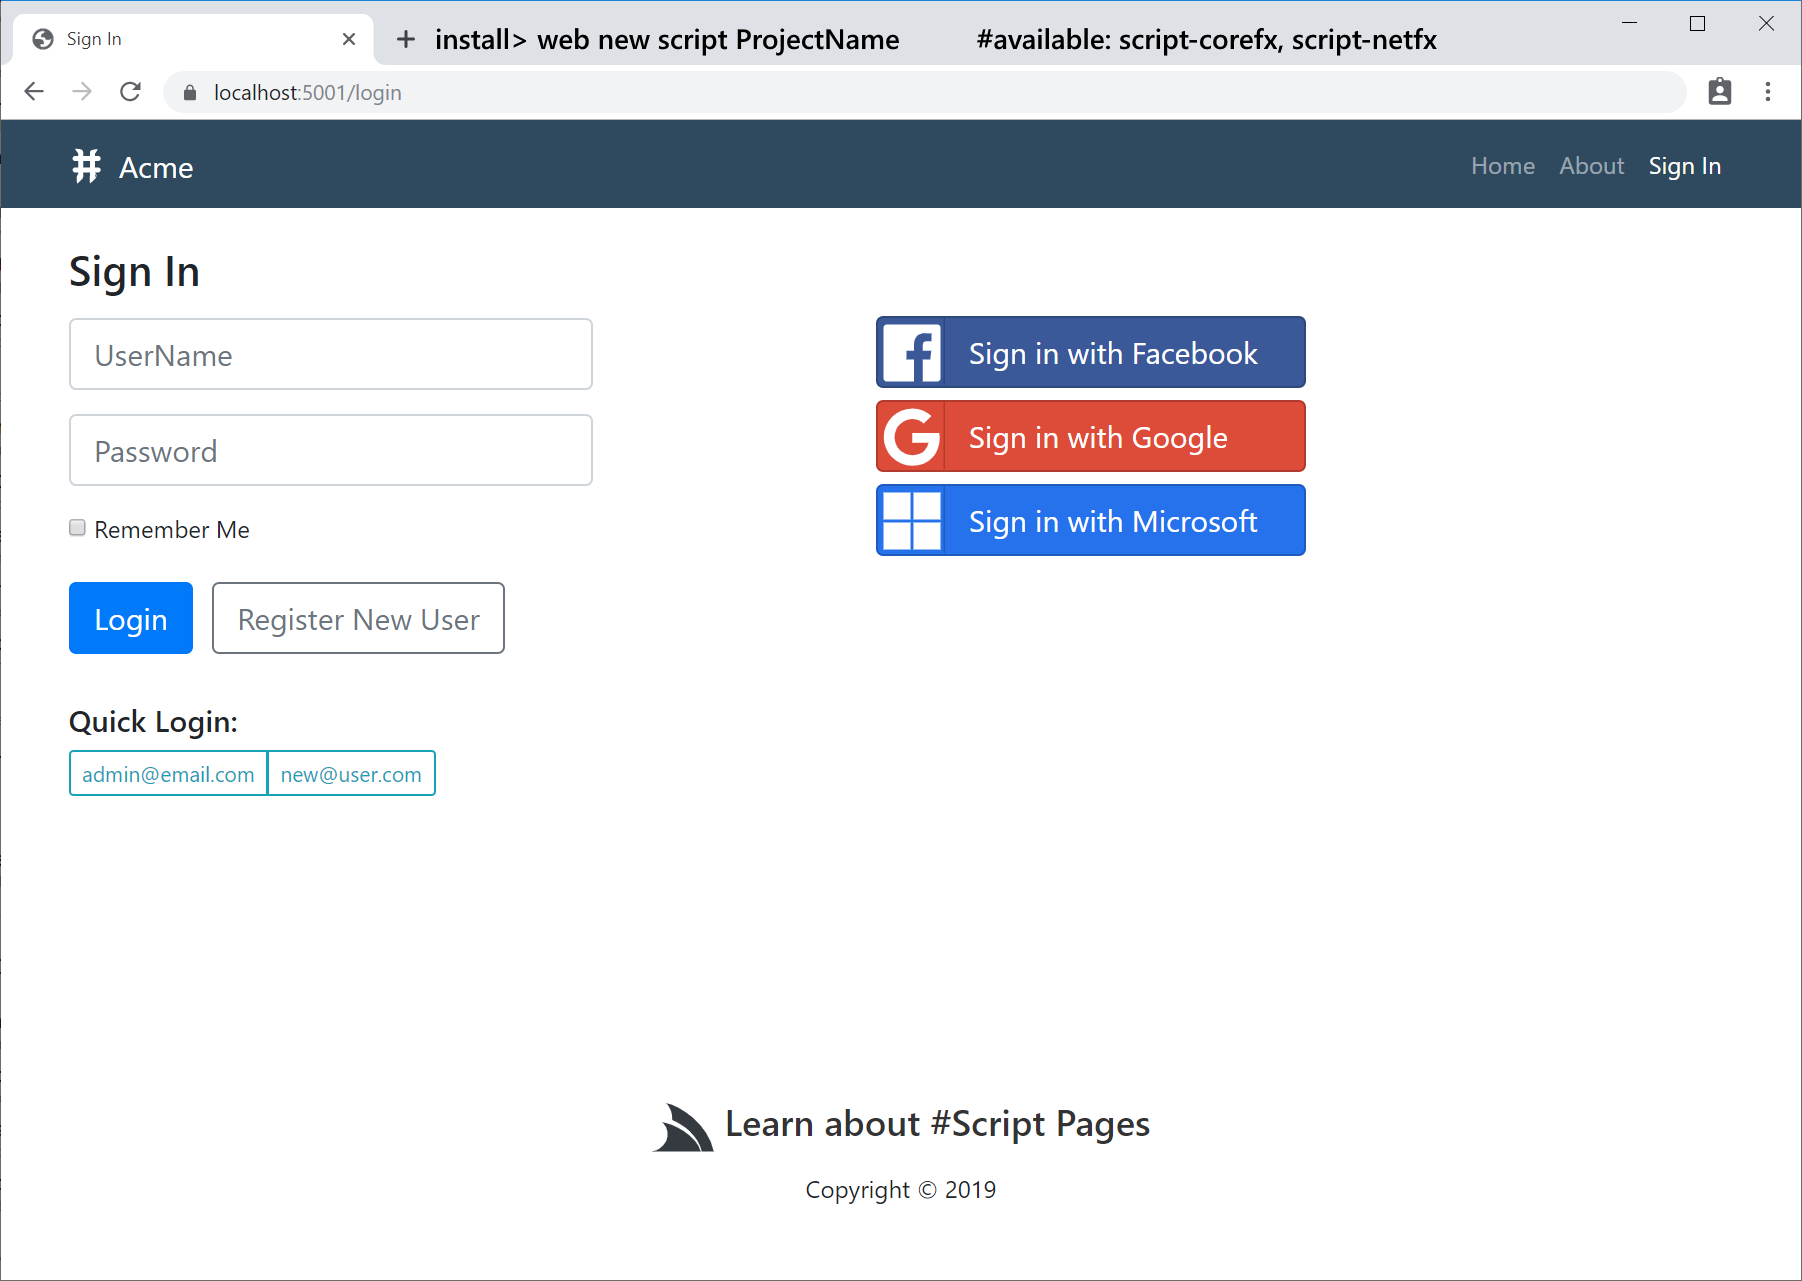 Sign In
install> web new script ProjectName #available: script-corefx, script-netfx
localhost:5001/login
Acme
Home About Sign In
Sign In
UserName
Password
Remember Me
Login Register New User
Sign in with Facebook
Sign in with Google
Sign in with Microsoft
Quick Login:
admin@email.com new@user.com
Learn about #Script Pages
Copyright © 2019